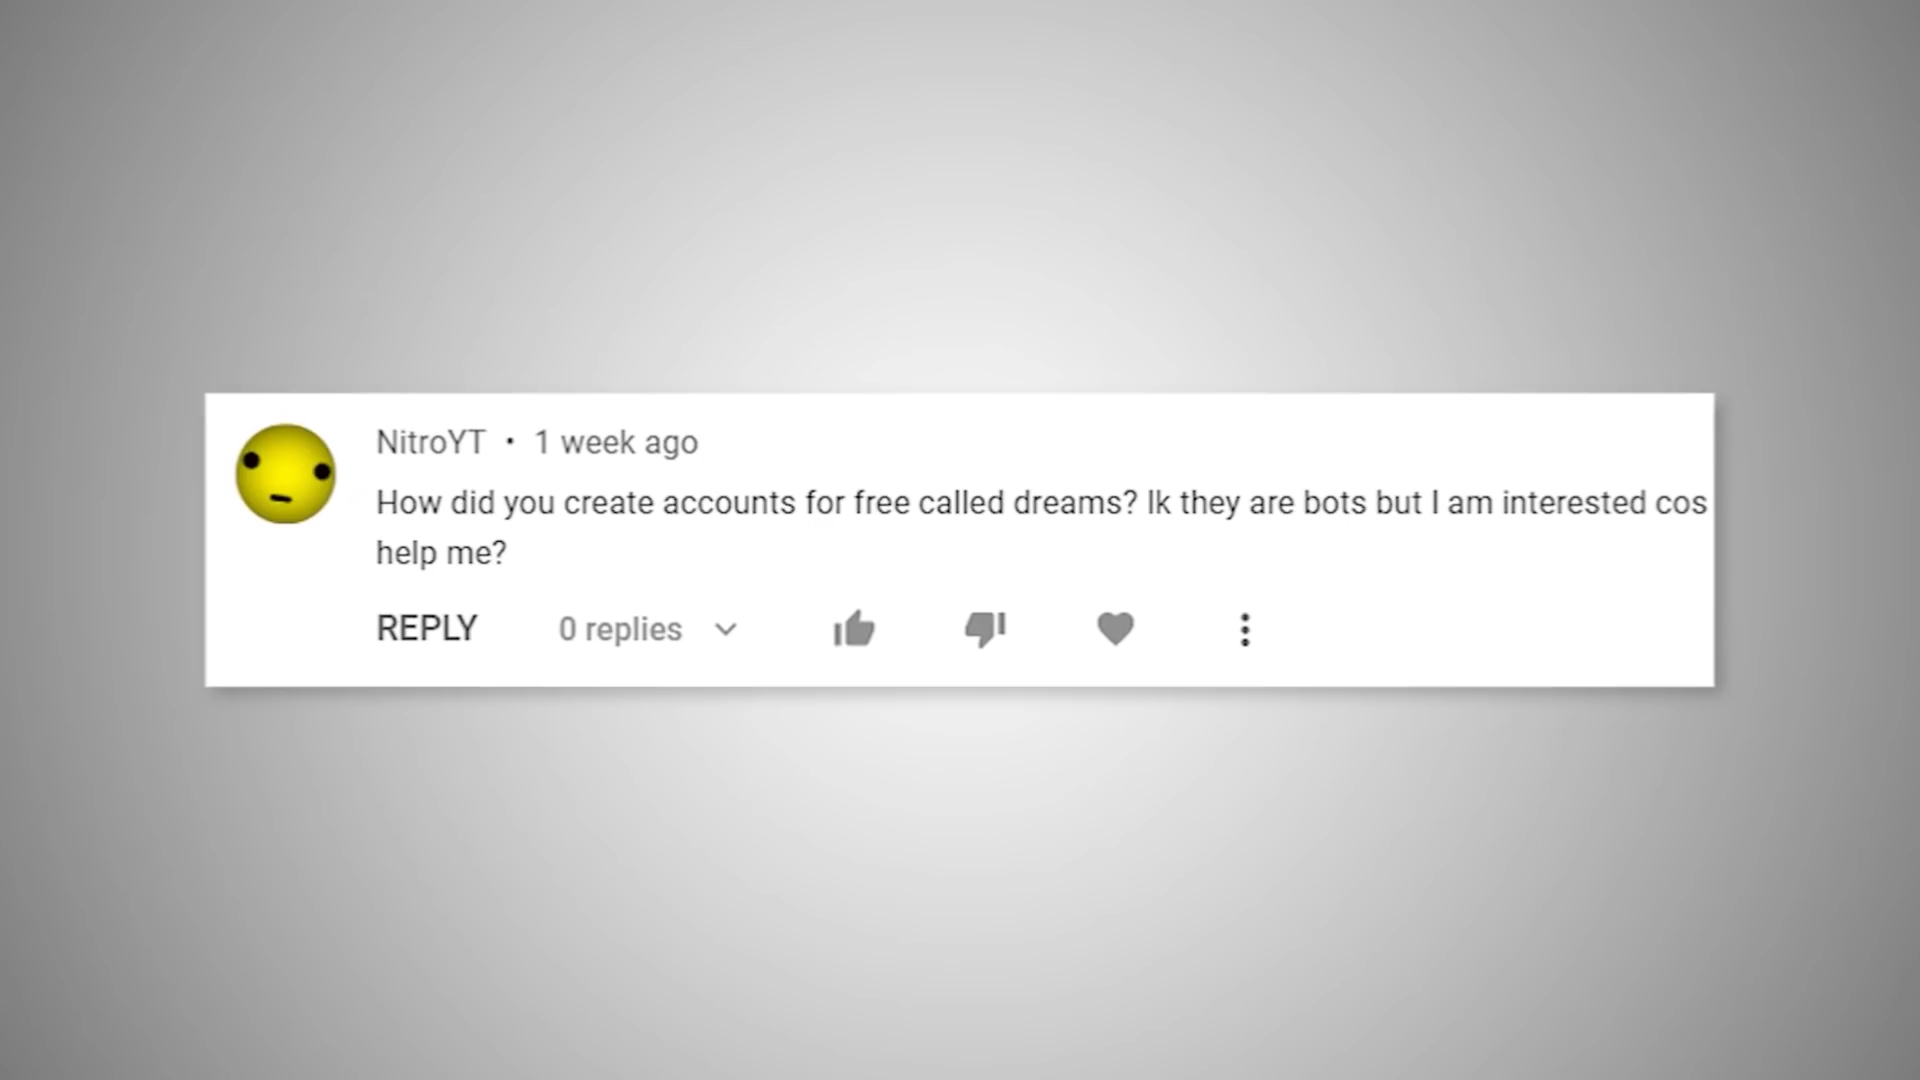 NitroYT • 1 week ago
How did you create accounts for free called dreams? Ik they are bots but I am interested cos
help me?
REPLY 0 replies